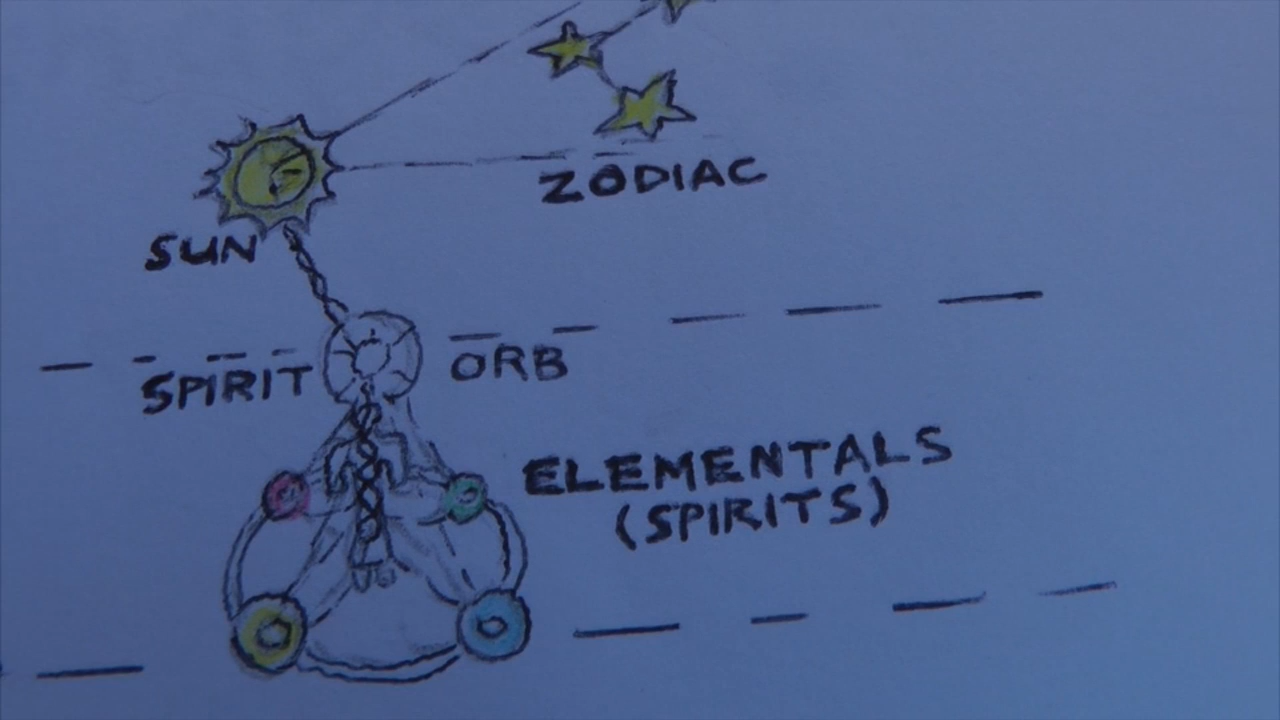 ZODIAC
SUN
SPIRIT ORB
ELEMENTALS
(SPIRITS)